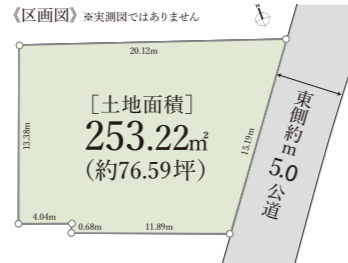 《区画図》※実測図ではありません
N
20.12m
13.38m
［土地面積］
253.22㎡
（約76.59坪）
15.19m
4.04m
0.68m
11.89m
東側約m5.0公道